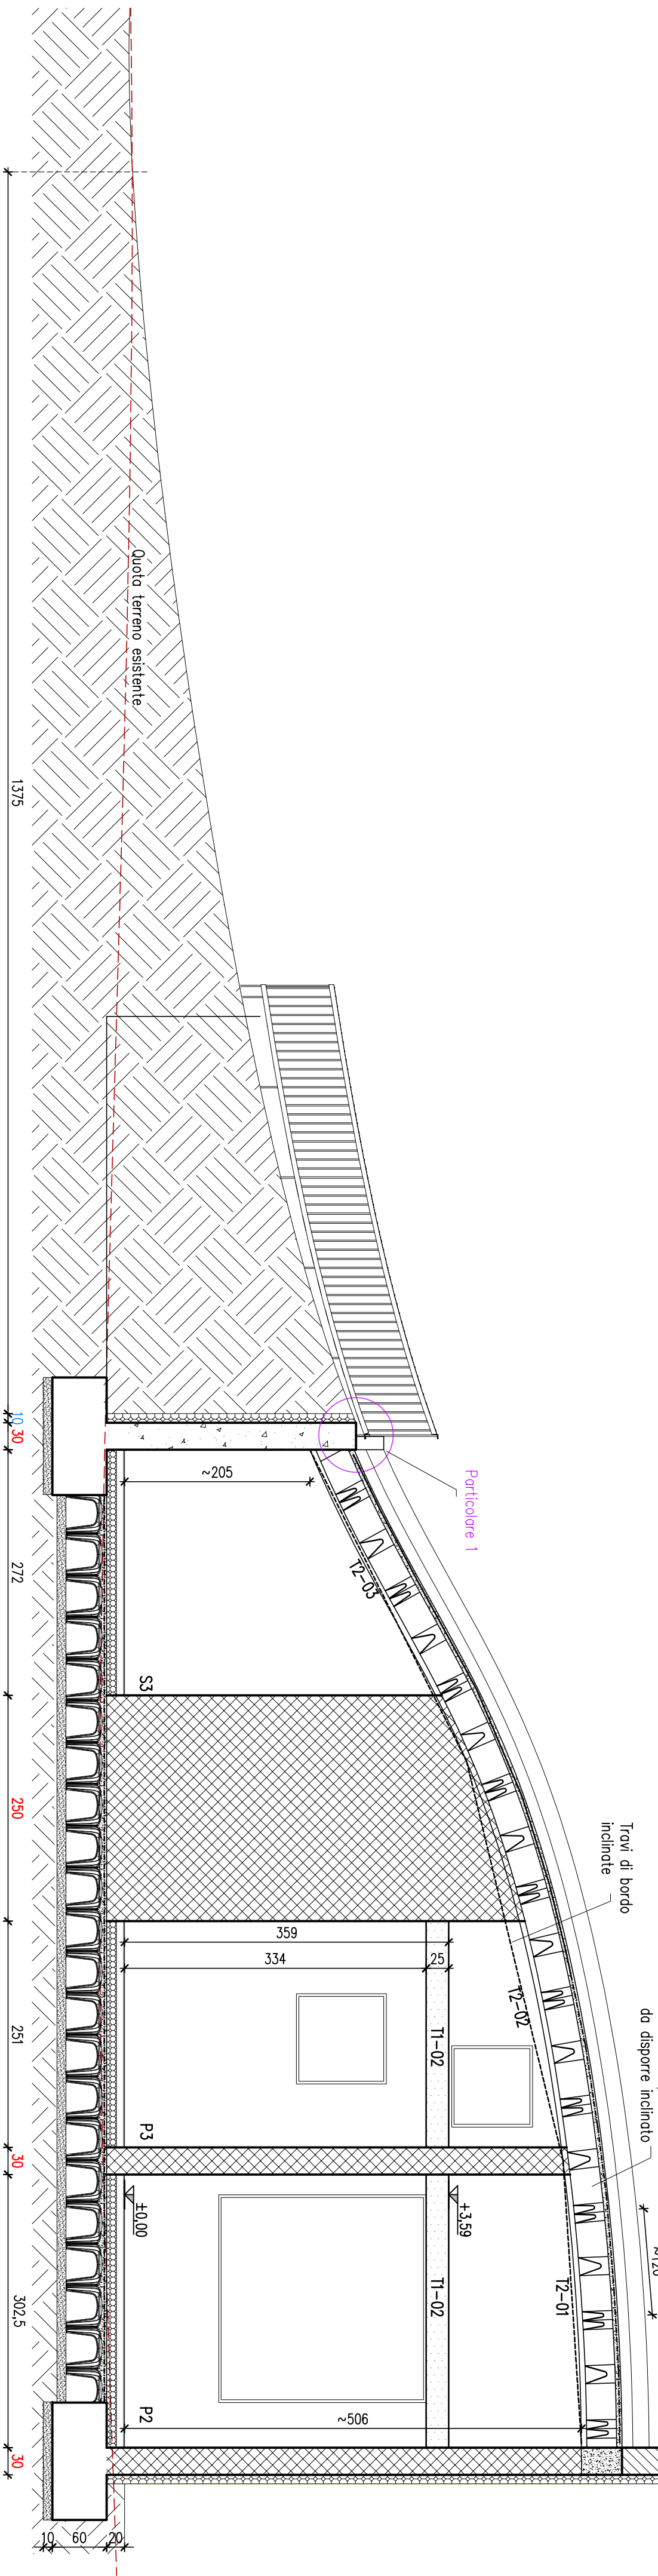 Quota terreno esistente
1375
10
30
272
250
251
30
302,5
30
Particolare 1
~205
T2-03
S3
Travi di bordo
inclinate
da disporre inclinato
359
334
25
T1-02
T2-02
P3
±0,00
+3,59
T1-02
T2-01
P2
~506
10
60
20